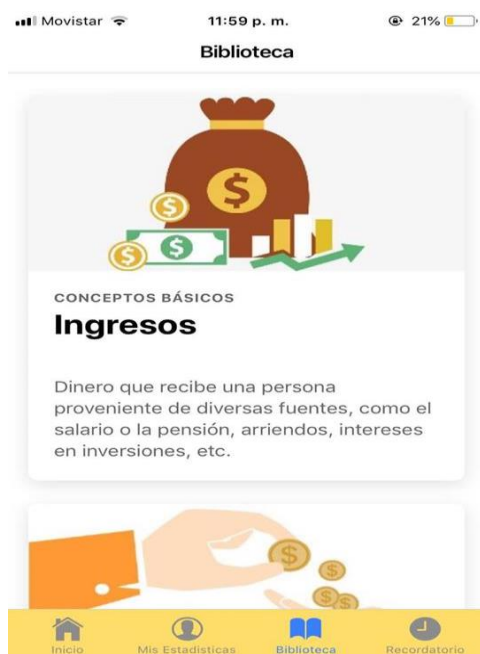 Movistar 11:59 p. m. 21%
Biblioteca
$
$
$
$
CONCEPTOS BÁSICOS
Ingresos
Dinero que recibe una persona
proveniente de diversas fuentes, como el
salario o la pensión, arriendos, intereses
en inversiones, etc.
$
$
$
$
Inicio Mis Estadisticas Biblioteca Recordatorio